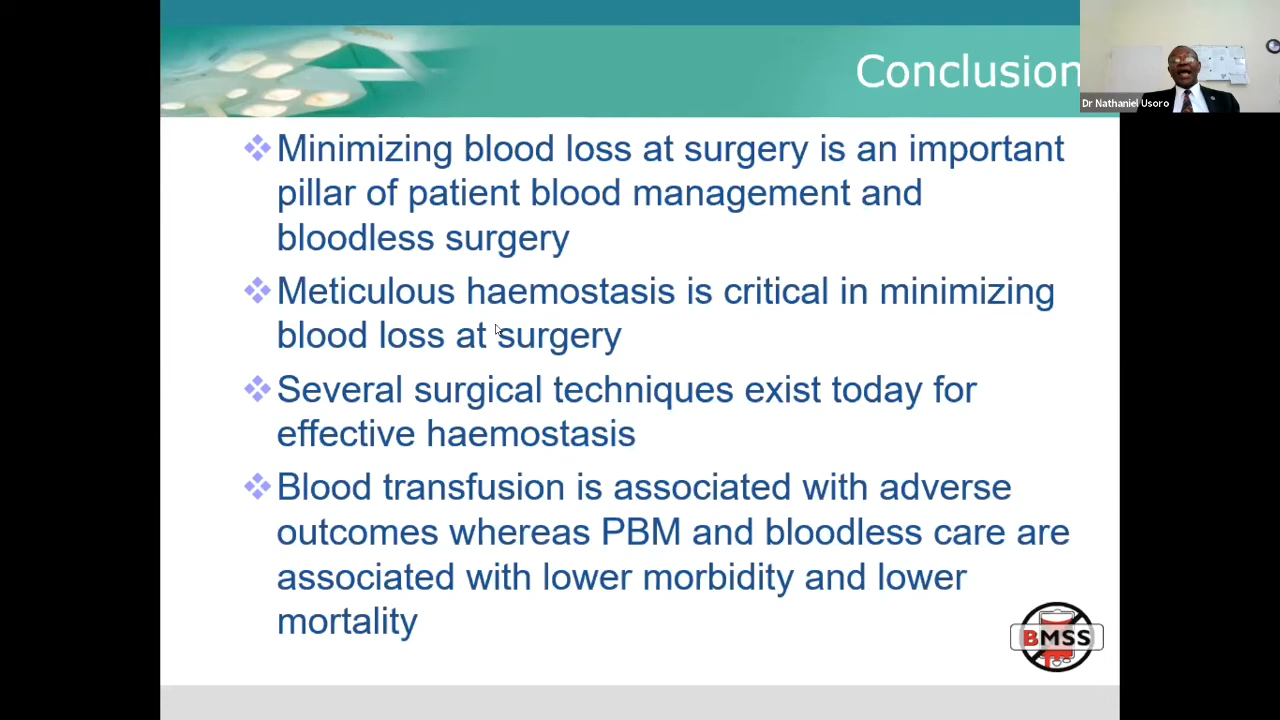 Conclusion
Dr Nathaniel Usoro
Minimizing blood loss at surgery is an important
pillar of patient blood management and
bloodless surgery
Meticulous haemostasis is critical in minimizing
blood loss at surgery
Several surgical techniques exist today for
effective haemostasis
Blood transfusion is associated with adverse
outcomes whereas PBM and bloodless care are
associated with lower morbidity and lower
mortality
BMSS